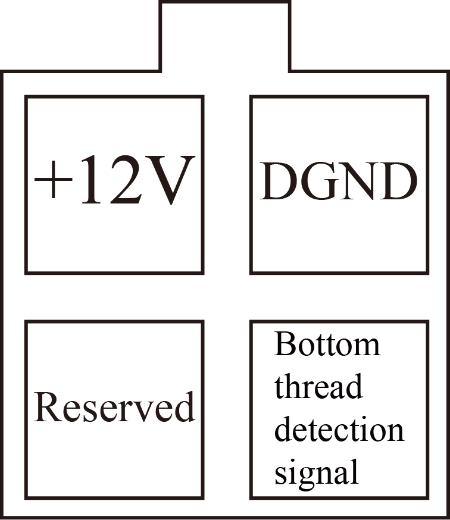 +12V
DGND
Reserved
Bottom
thread
detection
signal